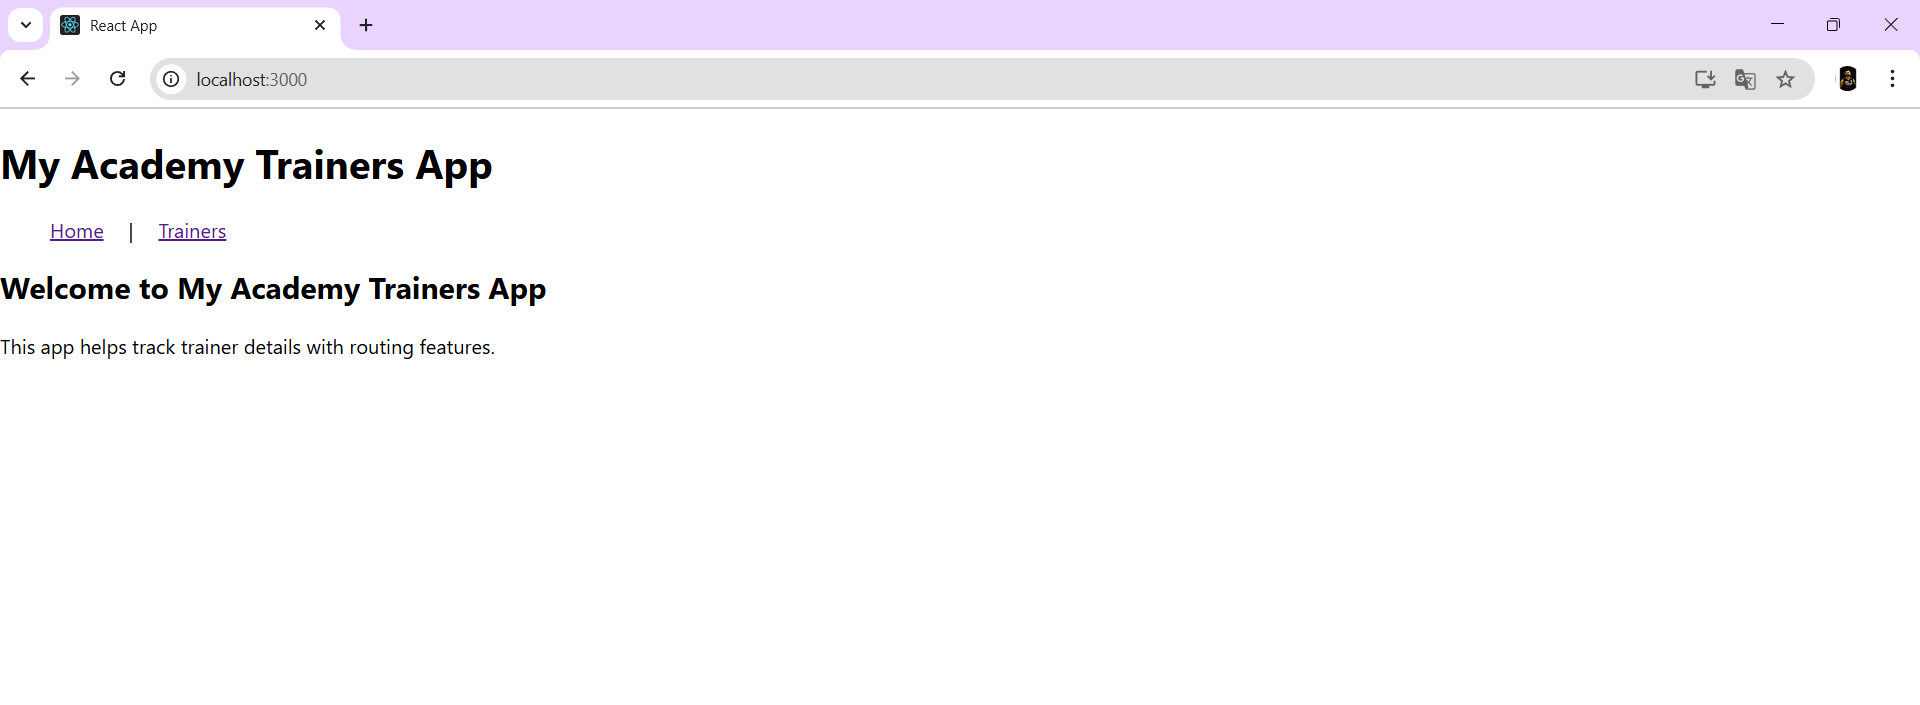 React App
localhost:3000
My Academy Trainers App
Home | Trainers
Welcome to My Academy Trainers App
This app helps track trainer details with routing features.